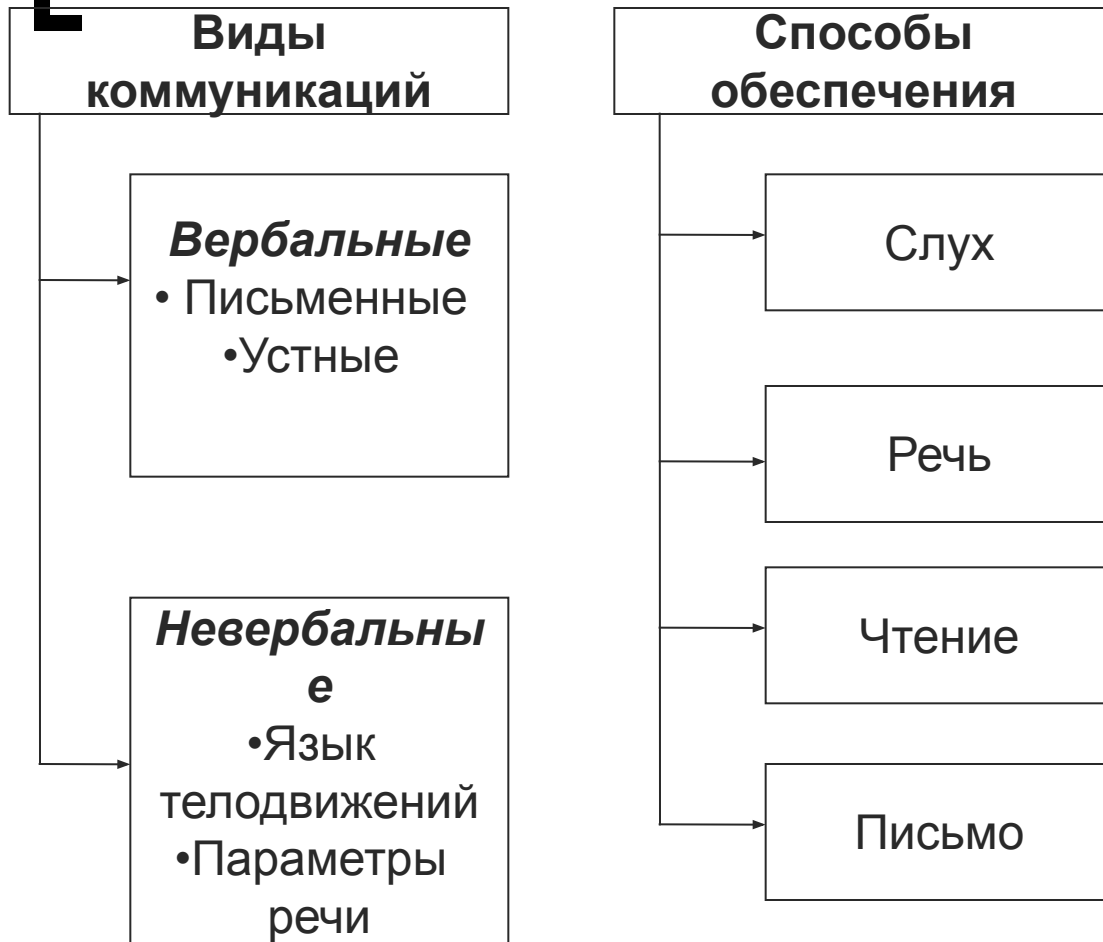 Виды
коммуникаций
Вербальные
• Письменные
•Устные
Невербальны
е
•Язык
телодвижений
•Параметры
речи
Способы
обеспечения
Слух
Речь
Чтение
Письмо